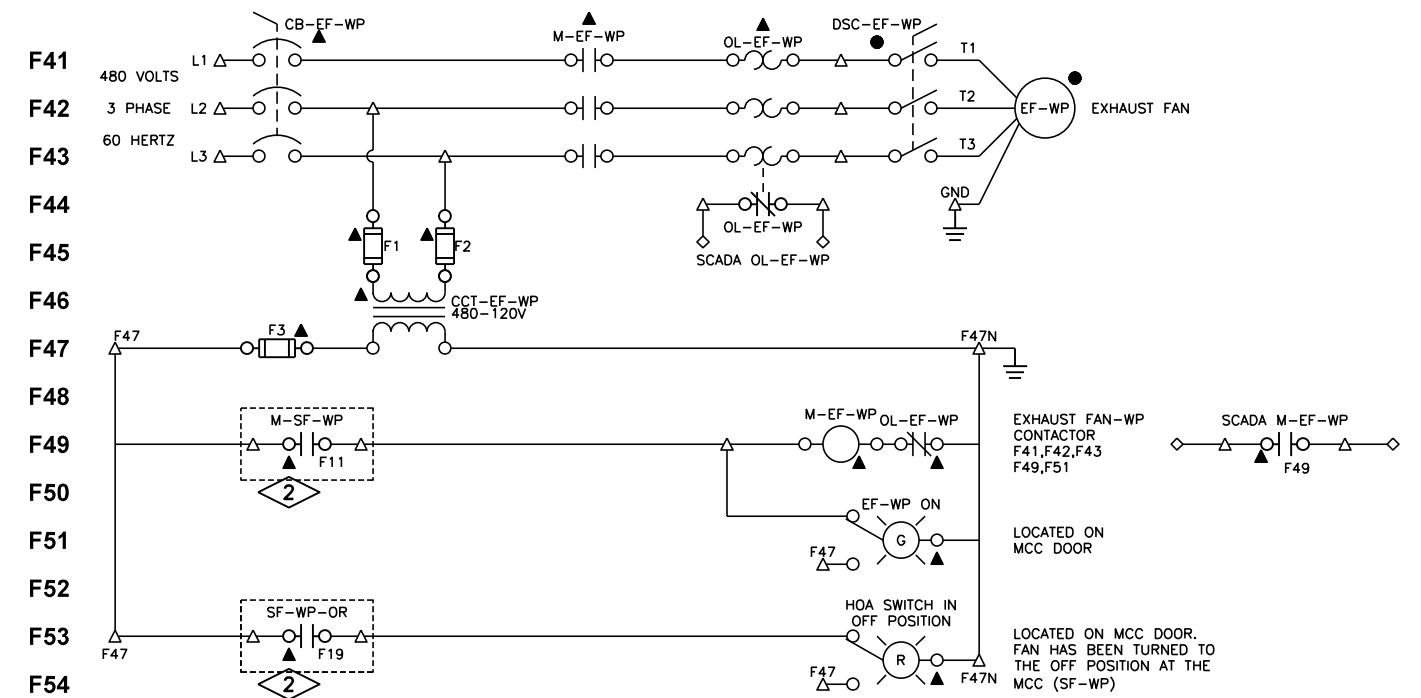 CB-EF-WP
M-EF-WP
OL-EF-WP
DSC-EF-WP
F41
L1
T1
480 VOLTS
F42
3 PHASE
L2
T2
EF-WP
EXHAUST FAN
60 HERTZ
F43
L3
T3
F44
GND
OL-EF-WP
F45
F1
F2
SCADA OL-EF-WP
F46
CCT-EF-WP
480-120V
F47
F47
F3
F47N
F48
M-SF-WP
M-EF-WP
OL-EF-WP
EXHAUST FAN-WP
CONTACTOR
F41,F42,F43
F49,F51
SCADA M-EF-WP
F49
F11
F49
F50
2
EF-WP ON
F51
G
LOCATED ON
MCC DOOR
F47
F52
SF-WP-OR
HOA SWITCH IN
OFF POSITION
F53
F47
F19
R
LOCATED ON MCC DOOR.
FAN HAS BEEN TURNED TO
THE OFF POSITION AT THE
MCC (SF-WP)
F54
2
F47
F47N